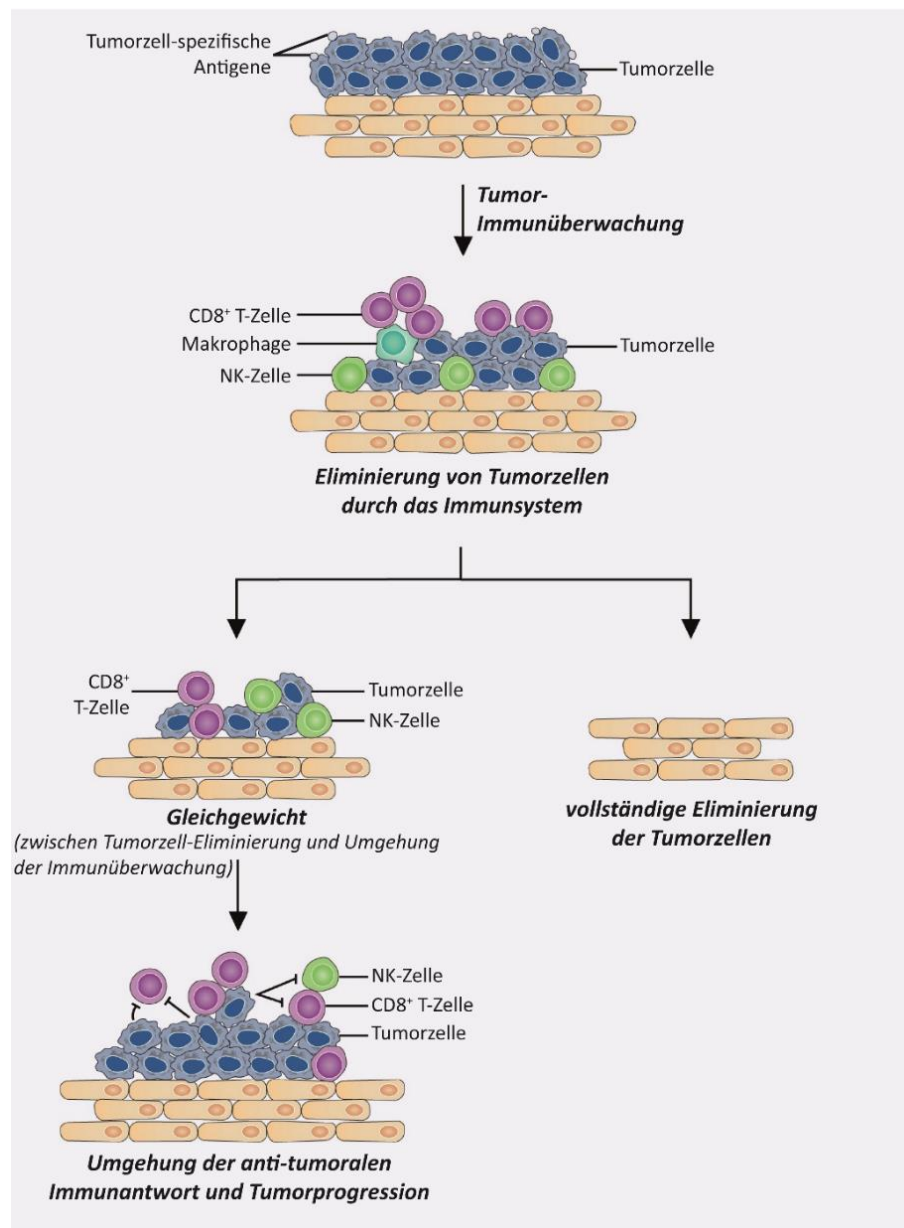 Tumorzell-spezifische
Antigene
Tumorzelle
Tumor-
Immunüberwachung
CD8⁺ T-Zelle
Makrophage
NK-Zelle
Tumorzelle
Eliminierung von Tumorzellen
durch das Immunsystem
CD8⁺
T-Zelle
Tumorzelle
NK-Zelle
Gleichgewicht
(zwischen Tumorzell-Eliminierung und Umgehung
der Immunüberwachung)
vollständige Eliminierung
der Tumorzellen
NK-Zelle
CD8⁺ T-Zelle
Tumorzelle
Umgehung der anti-tumoralen
Immunantwort und Tumorprogression